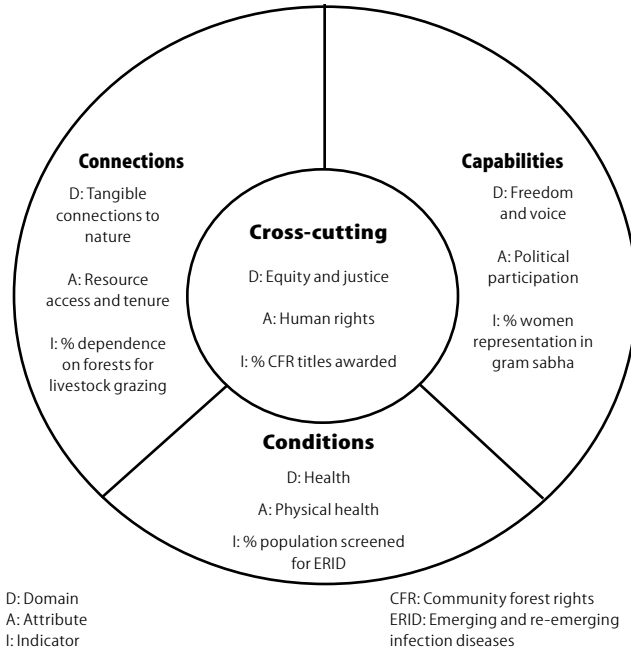 Connections
D: Tangible
connections to
nature
A: Resource
access and tenure
I: % dependence
on forests for
livestock grazing
Cross-cutting
D: Equity and justice
A: Human rights
I: % CFR titles awarded
Capabilities
D: Freedom
and voice
A: Political
participation
I: % women
representation in
gram sabha
Conditions
D: Health
A: Physical health
I: % population screened
for ERID
D: Domain
A: Attribute
I: Indicator
CFR: Community forest rights
ERID: Emerging and re-emerging
infection diseases